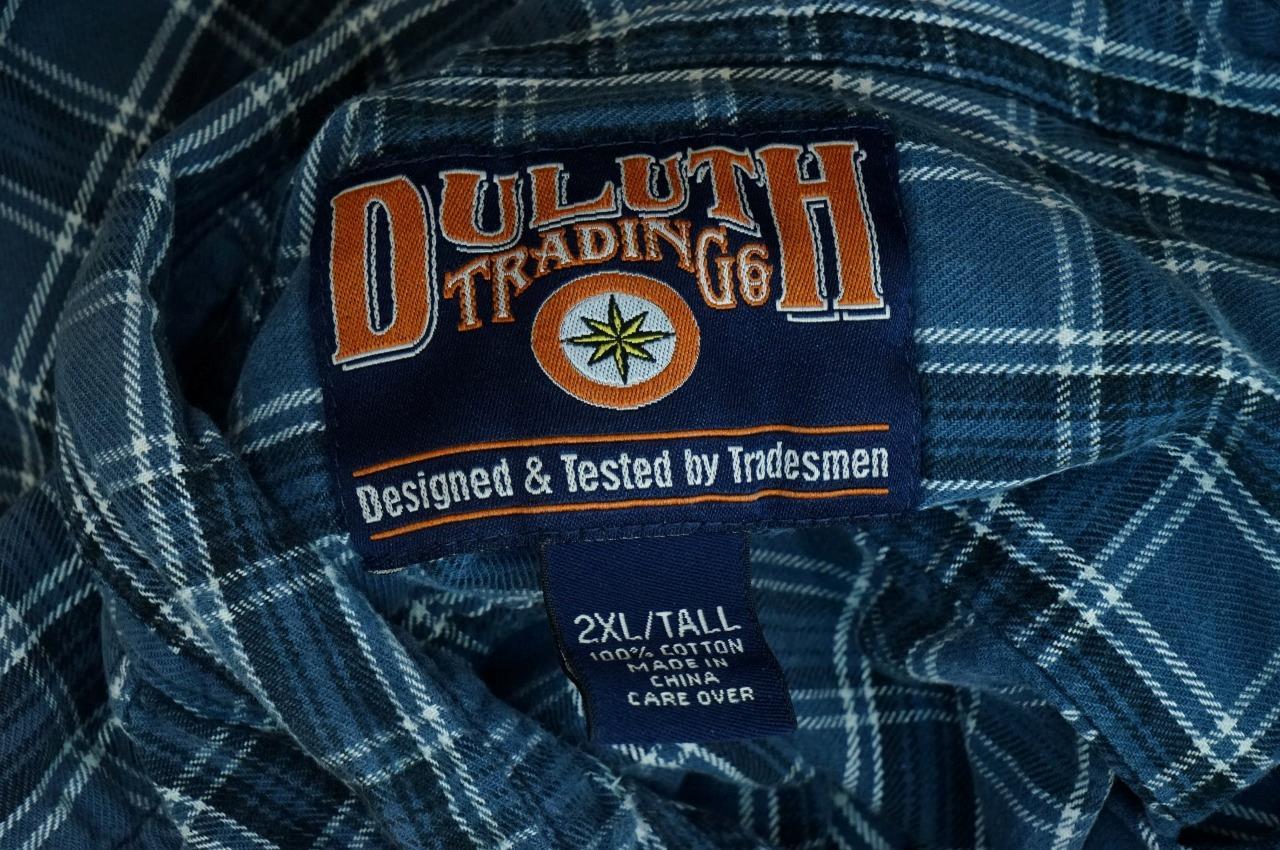 DULUTH
TRADING Co
Designed & Tested by Tradesmen
2XL/TALL
100% COTTON
MADE IN
CHINA
CARE OVER